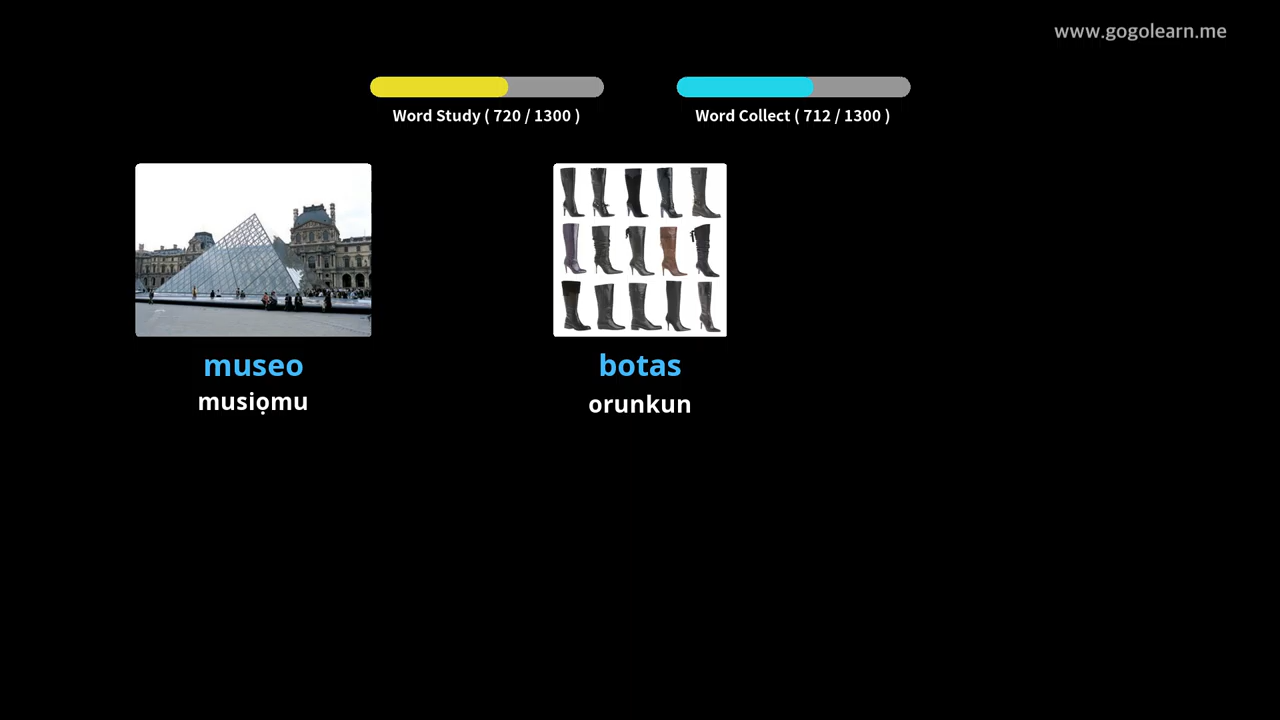 www.gogolearn.me
Word Study ( 720 / 1300 )
Word Collect ( 712 / 1300 )
museo
musiọmu
botas
orunkun